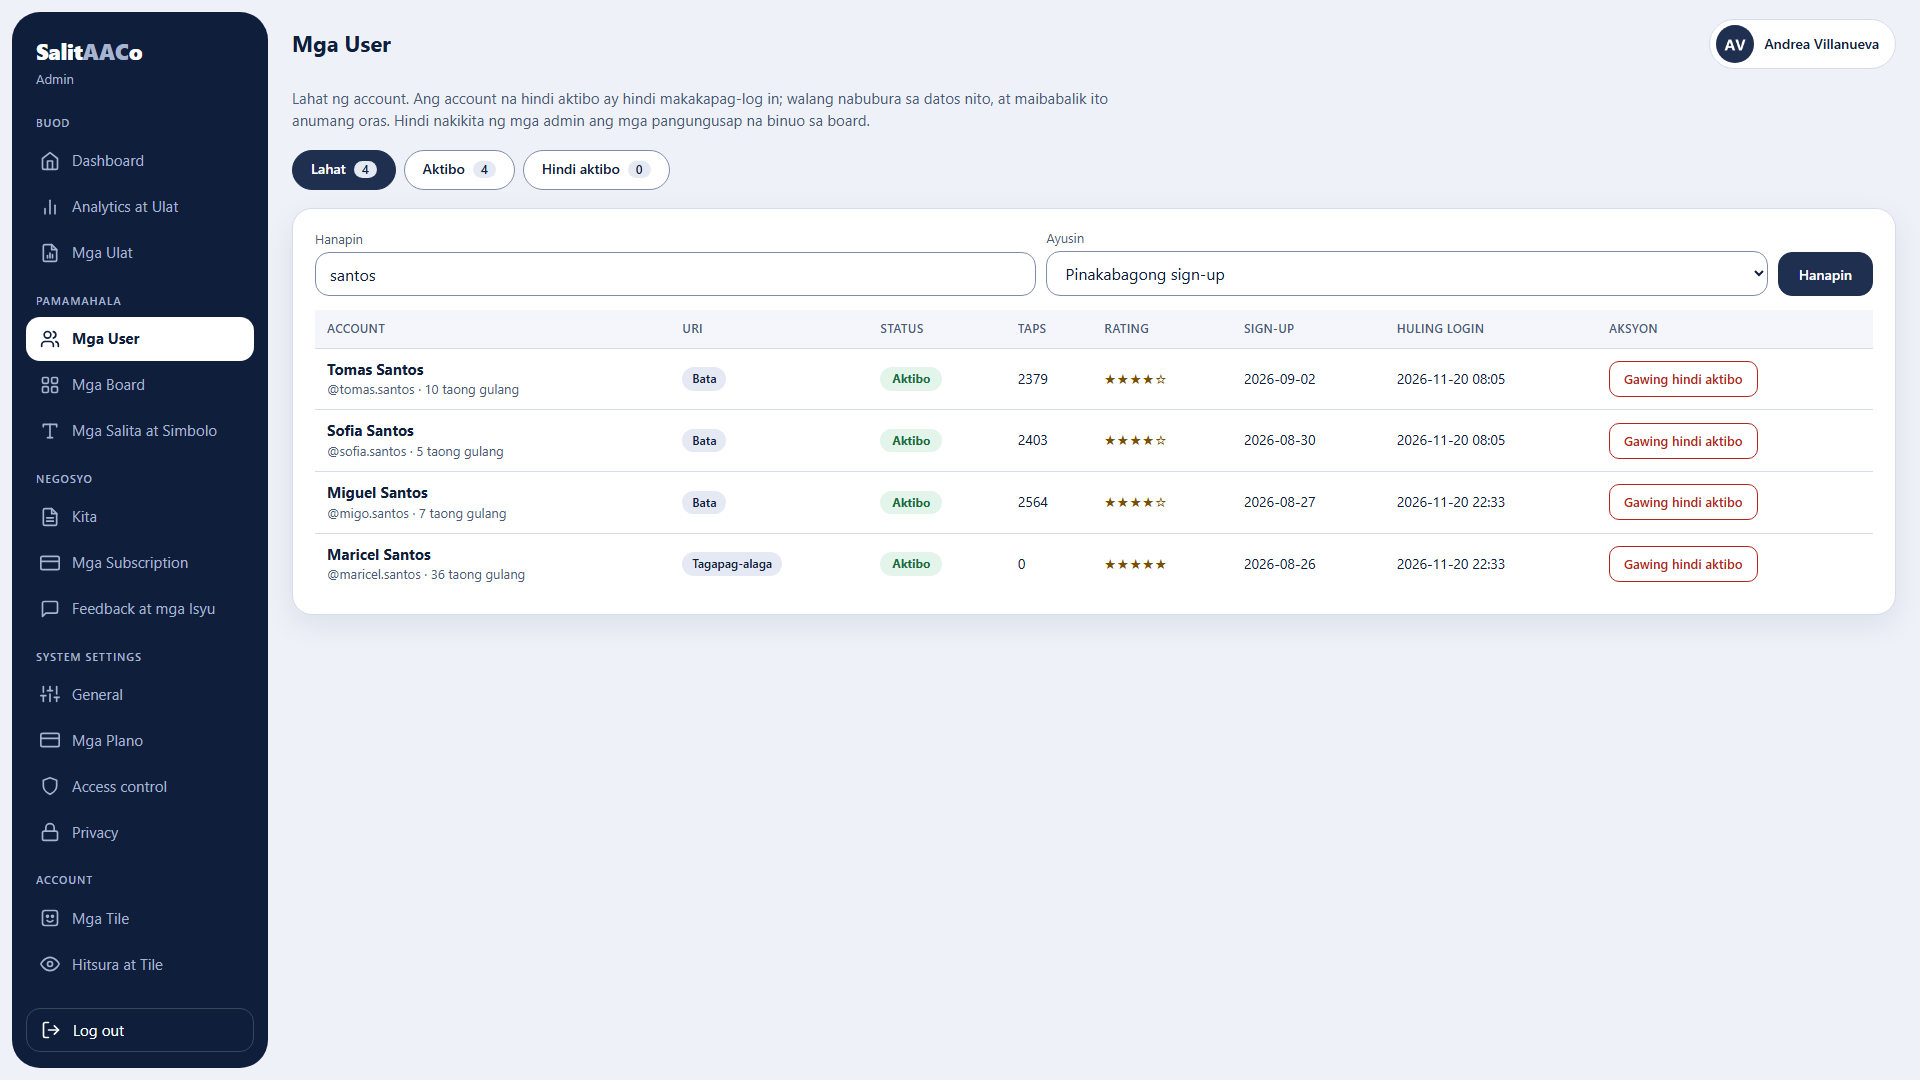 SalitAACo
Admin
BUOD
Dashboard
Analytics at Ulat
Mga Ulat
PAMAMAHALA
Mga User
Mga Board
Mga Salita at Simbolo
NEGOSYO
Kita
Mga Subscription
Feedback at mga Isyu
SYSTEM SETTINGS
General
Mga Plano
Access control
Privacy
ACCOUNT
Mga Tile
Hitsura at Tile
Log out
Mga User
AV Andrea Villanueva
Lahat ng account. Ang account na hindi aktibo ay hindi makakapag-log in; walang nabubura sa datos nito, at maibabalik ito
anumang oras. Hindi nakikita ng mga admin ang mga pangungusap na binuo sa board.
Lahat 4 Aktibo 4 Hindi aktibo 0
Hanapin Ayusin
santos Pinakabagong sign-up Hanapin
ACCOUNT URI STATUS TAPS RATING SIGN-UP HULING LOGIN AKSYON
Tomas Santos
@tomas.santos · 10 taong gulang Bata Aktibo 2379 ★★★★☆ 2026-09-02 2026-11-20 08:05 Gawing hindi aktibo
Sofia Santos
@sofia.santos · 5 taong gulang Bata Aktibo 2403 ★★★★☆ 2026-08-30 2026-11-20 08:05 Gawing hindi aktibo
Miguel Santos
@migo.santos · 7 taong gulang Bata Aktibo 2564 ★★★★☆ 2026-08-27 2026-11-20 22:33 Gawing hindi aktibo
Maricel Santos
@maricel.santos · 36 taong gulang Tagapag-alaga Aktibo 0 ★★★★★ 2026-08-26 2026-11-20 22:33 Gawing hindi aktibo